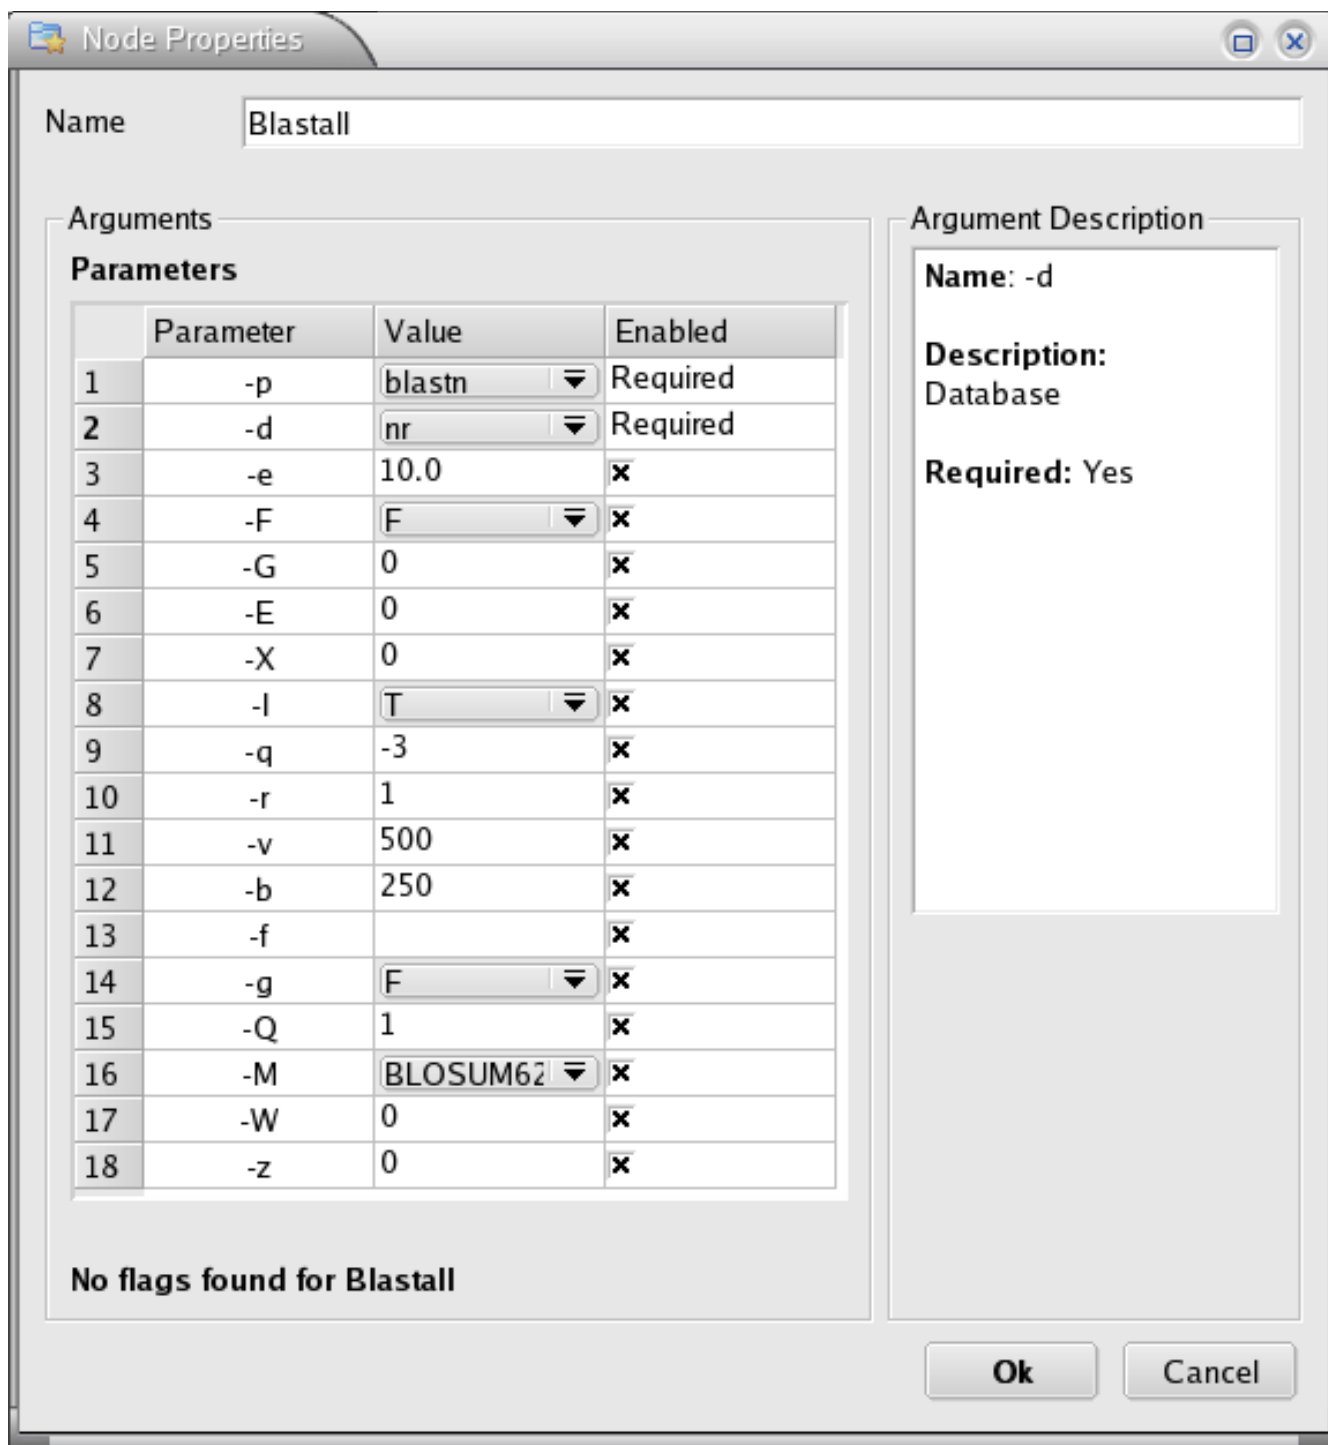 Node Properties
Name Blastall
Arguments
Parameters
Parameter Value Enabled
1 -p blastn Required
2 -d nr Required
3 -e 10.0
4 -F F
5 -G 0
6 -E 0
7 -X 0
8 -I T
9 -q -3
10 -r 1
11 -v 500
12 -b 250
13 -f
14 -g F
15 -Q 1
16 -M BLOSUM62
17 -W 0
18 -z 0
No flags found for Blastall
Argument Description
Name: -d
Description:
Database
Required: Yes
Ok Cancel